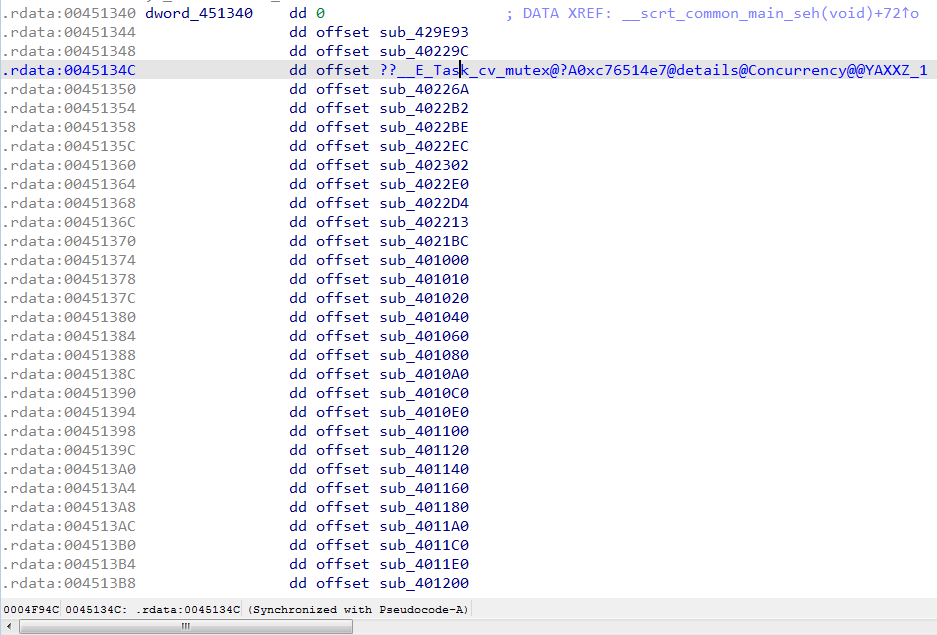 .rdata:00451340 dword_451340 dd 0 ; DATA XREF: __scrt_common_main_seh(void)+72↑o
.rdata:00451344 dd offset sub_429E93
.rdata:00451348 dd offset sub_40229C
.rdata:0045134C dd offset ??__E_Task_cv_mutex@?A0xc76514e7@details@Concurrency@@YAXXZ_1
.rdata:00451350 dd offset sub_40226A
.rdata:00451354 dd offset sub_4022B2
.rdata:00451358 dd offset sub_4022BE
.rdata:0045135C dd offset sub_4022EC
.rdata:00451360 dd offset sub_402302
.rdata:00451364 dd offset sub_4022E0
.rdata:00451368 dd offset sub_4022D4
.rdata:0045136C dd offset sub_402213
.rdata:00451370 dd offset sub_4021BC
.rdata:00451374 dd offset sub_401000
.rdata:00451378 dd offset sub_401010
.rdata:0045137C dd offset sub_401020
.rdata:00451380 dd offset sub_401040
.rdata:00451384 dd offset sub_401060
.rdata:00451388 dd offset sub_401080
.rdata:0045138C dd offset sub_4010A0
.rdata:00451390 dd offset sub_4010C0
.rdata:00451394 dd offset sub_4010E0
.rdata:00451398 dd offset sub_401100
.rdata:0045139C dd offset sub_401120
.rdata:004513A0 dd offset sub_401140
.rdata:004513A4 dd offset sub_401160
.rdata:004513A8 dd offset sub_401180
.rdata:004513AC dd offset sub_4011A0
.rdata:004513B0 dd offset sub_4011C0
.rdata:004513B4 dd offset sub_4011E0
.rdata:004513B8 dd offset sub_401200
0004F94C 0045134C: .rdata:0045134C (Synchronized with Pseudocode-A)